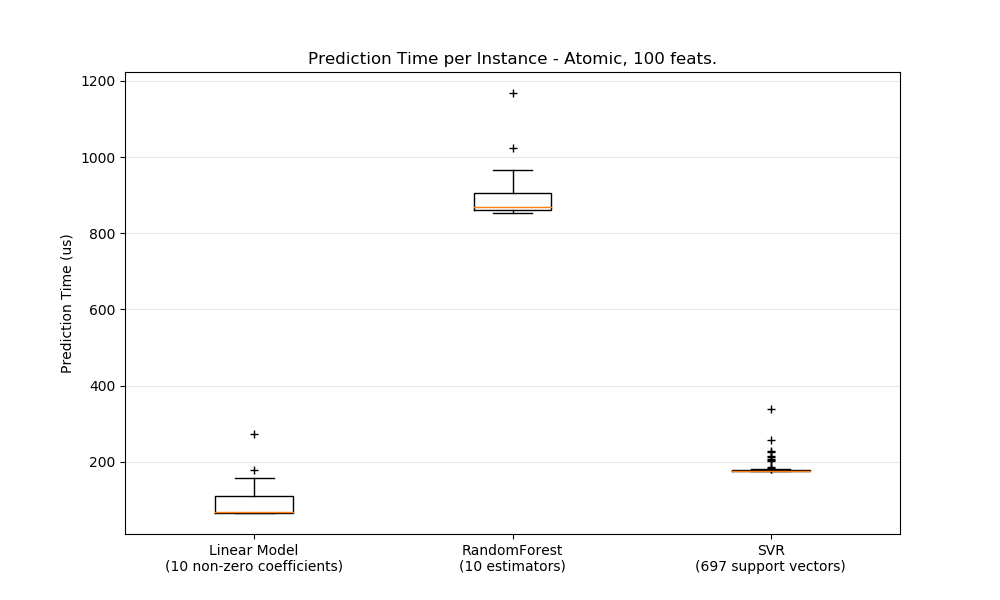 Prediction Time per Instance - Atomic, 100 feats.
1200
1000
800
600
400
200
Prediction Time (us)
Linear Model
(10 non-zero coefficients)
RandomForest
(10 estimators)
SVR
(697 support vectors)